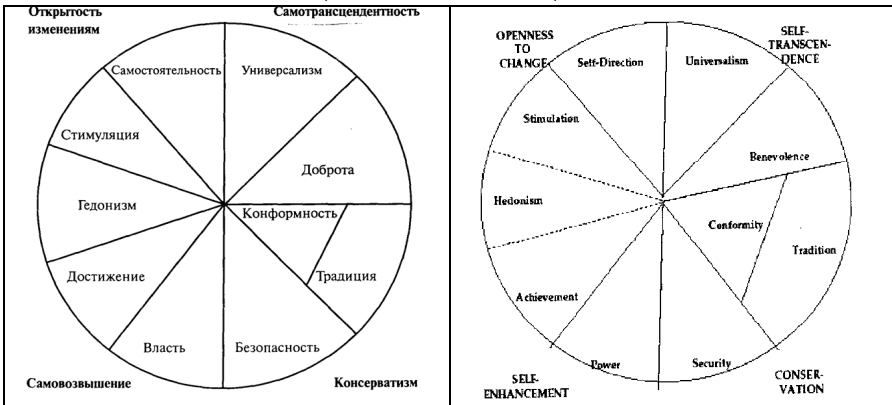 Открытость
изменениям
Самотрансцендентность
Самостоятельность
Универсализм
Стимуляция
Доброта
Гедонизм
Конформность
Достижение
Традиция
Власть
Безопасность
Самовозвышение
Консерватизм
OPENNESS
TO
CHANGE
SELF-
TRANSCEN-
DENCE
Self-Direction
Universalism
Stimulation
Benevolence
Hedonism
Conformity
Tradition
Achievement
Power
Security
SELF-
ENHANCEMENT
CONSER-
VATION